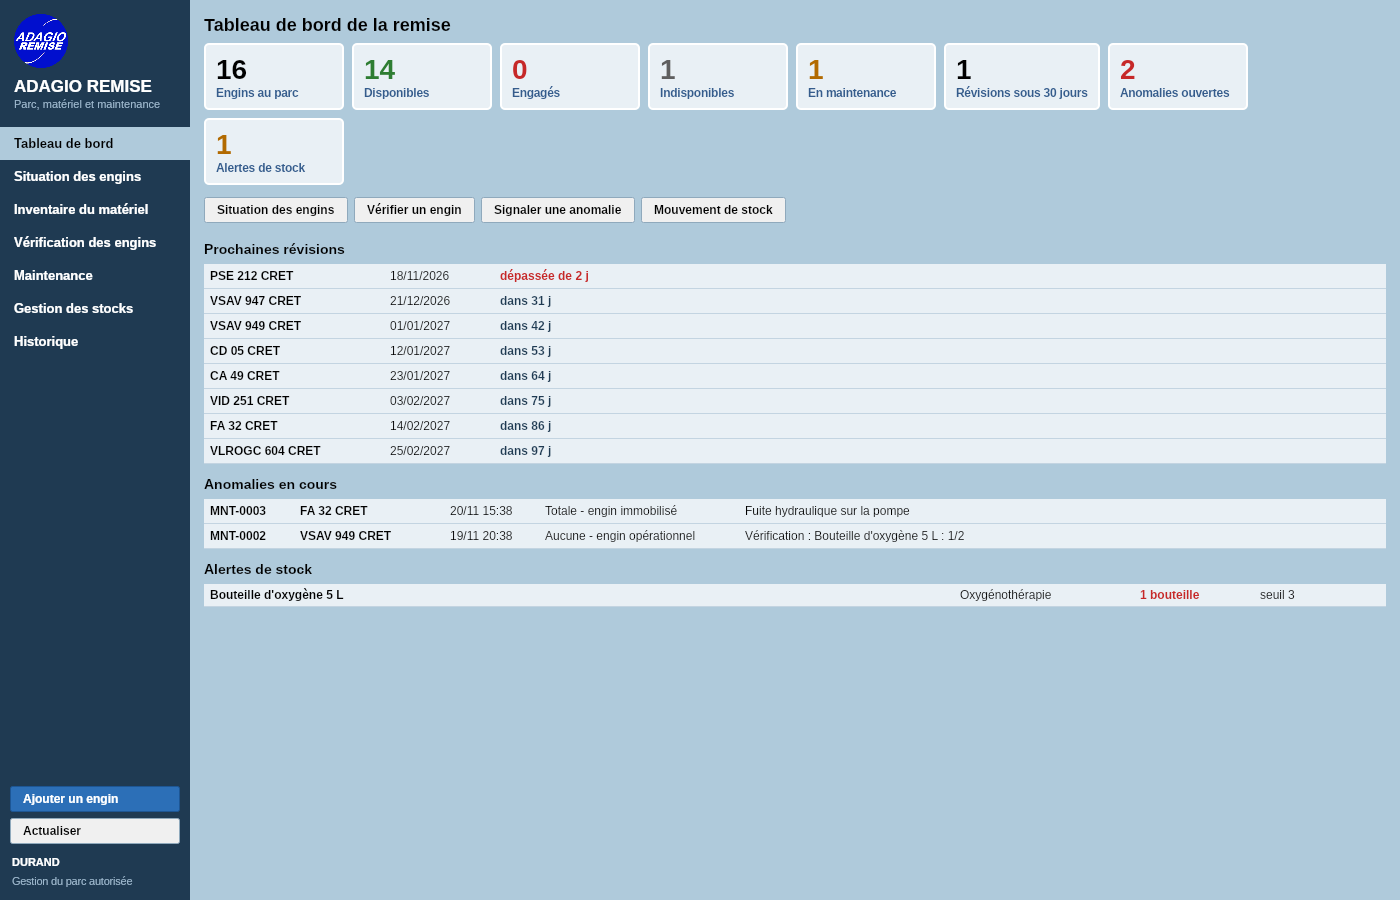 ADAGIO
REMISE
ADAGIO REMISE
Parc, matériel et maintenance
Tableau de bord
Situation des engins
Inventaire du matériel
Vérification des engins
Maintenance
Gestion des stocks
Historique
Ajouter un engin
Actualiser
DURAND
Gestion du parc autorisée
Tableau de bord de la remise
16
Engins au parc
14
Disponibles
0
Engagés
1
Indisponibles
1
En maintenance
1
Révisions sous 30 jours
2
Anomalies ouvertes
1
Alertes de stock
Situation des engins
Vérifier un engin
Signaler une anomalie
Mouvement de stock
Prochaines révisions
PSE 212 CRET 18/11/2026 dépassée de 2 j
VSAV 947 CRET 21/12/2026 dans 31 j
VSAV 949 CRET 01/01/2027 dans 42 j
CD 05 CRET 12/01/2027 dans 53 j
CA 49 CRET 23/01/2027 dans 64 j
VID 251 CRET 03/02/2027 dans 75 j
FA 32 CRET 14/02/2027 dans 86 j
VLROGC 604 CRET 25/02/2027 dans 97 j
Anomalies en cours
MNT-0003 FA 32 CRET 20/11 15:38 Totale - engin immobilisé Fuite hydraulique sur la pompe
MNT-0002 VSAV 949 CRET 19/11 20:38 Aucune - engin opérationnel Vérification : Bouteille d'oxygène 5 L : 1/2
Alertes de stock
Bouteille d'oxygène 5 L Oxygénothérapie 1 bouteille seuil 3